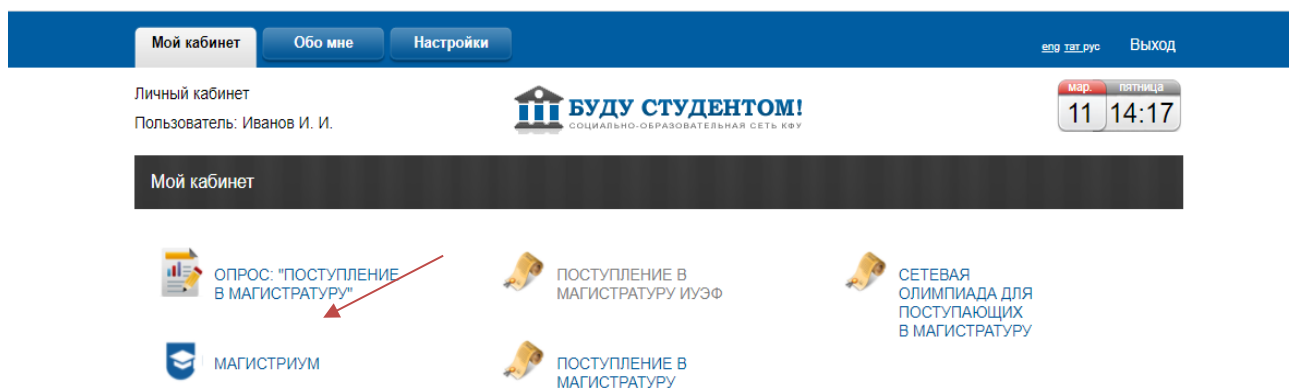 Мой кабинет Обо мне Настройки eng тат рус Выход
Личный кабинет
Пользователь: Иванов И. И.
БУДУ СТУДЕНТОМ!
СОЦИАЛЬНО-ОБРАЗОВАТЕЛЬНАЯ СЕТЬ КФУ
мар. пятница
11 14:17
Мой кабинет
ОПРОС: "ПОСТУПЛЕНИЕ
В МАГИСТРАТУРУ"
ПОСТУПЛЕНИЕ В
МАГИСТРАТУРУ ИУЭФ
СЕТЕВАЯ
ОЛИМПИАДА ДЛЯ
ПОСТУПАЮЩИХ
В МАГИСТРАТУРУ
МАГИСТРИУМ
ПОСТУПЛЕНИЕ В
МАГИСТРАТУРУ